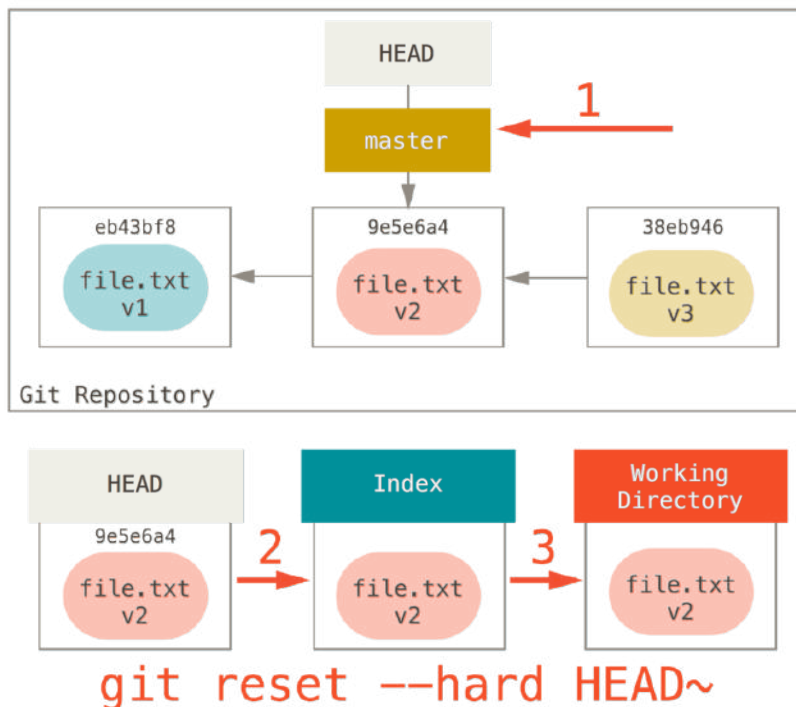 HEAD
1
master
eb43bf8
9e5e6a4
38eb946
file.txt
v1
file.txt
v2
file.txt
v3
Git Repository
HEAD
Index
Working
Directory
9e5e6a4
2
3
file.txt
v2
file.txt
v2
file.txt
v2
git reset --hard HEAD~